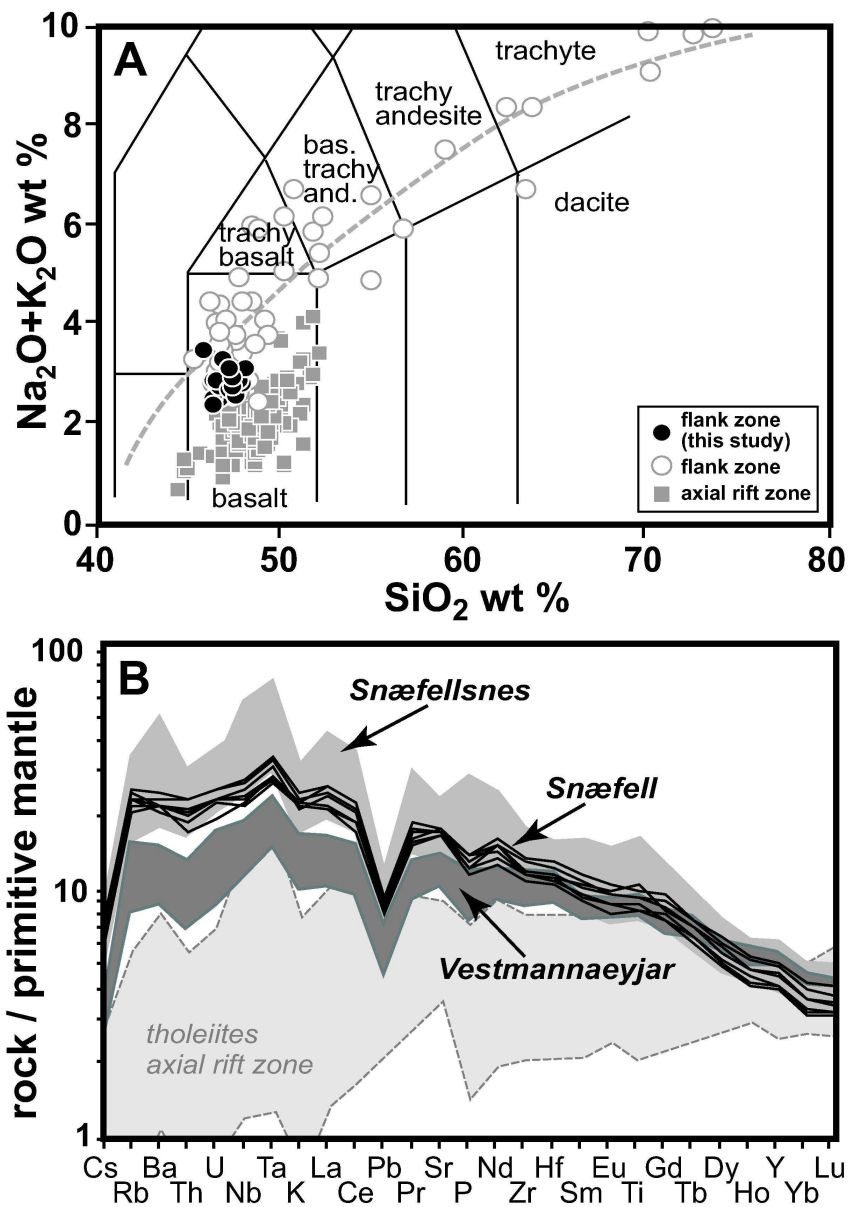 10
8
6
4
2
0
Na₂O+K₂O wt %
A
trachyte
trachy
andesite
bas.
trachy
and.
dacite
trachy
basalt
basalt
flank zone
(this study)
flank zone
axial rift zone
40
50
60
70
80
SiO₂ wt %
100
10
1
rock / primitive mantle
B
Snæfellsnes
Snæfell
Vestmannaeyjar
tholeiites
axial rift zone
Cs Ba U Ta La Pb Sr Nd Hf Eu Gd Dy Y Lu
Rb Th Nb K Ce Pr P Zr Sm Ti Tb Ho Yb